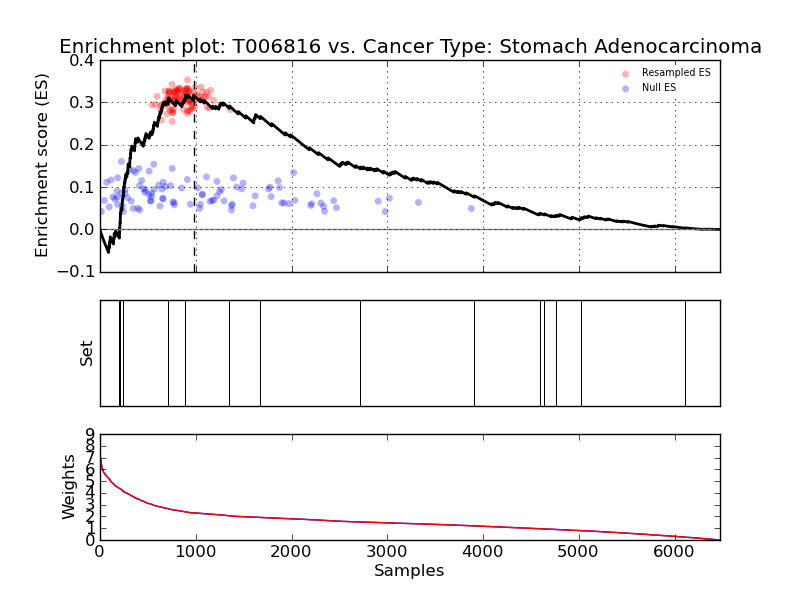 Enrichment plot: T006816 vs. Cancer Type: Stomach Adenocarcinoma
0.4
0.3
0.2
0.1
0.0
−0.1
Enrichment score (ES)
Resampled ES
Null ES
Set
9
8
7
6
5
4
3
2
1
0
Weights
0 1000 2000 3000 4000 5000 6000
Samples